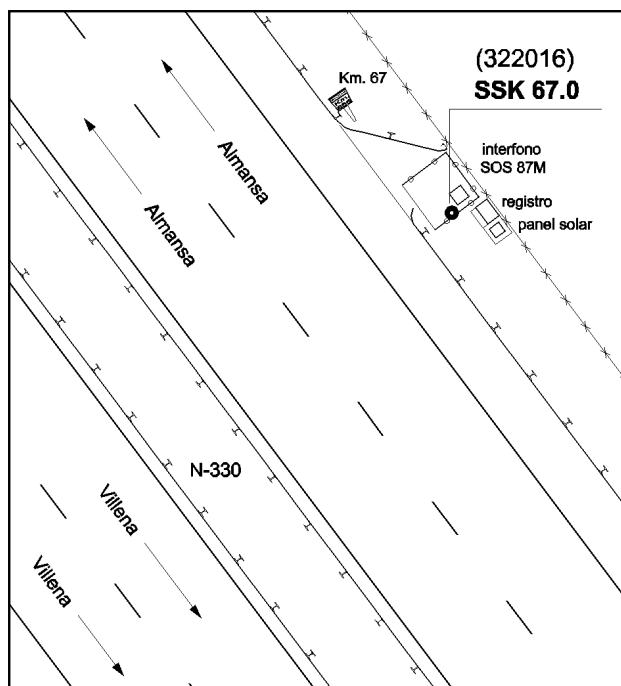 (322016)
SSK 67.0
Km. 67
interfono
SOS 87M
registro
panel solar
Almansa
Almansa
N-330
Villena
Villena